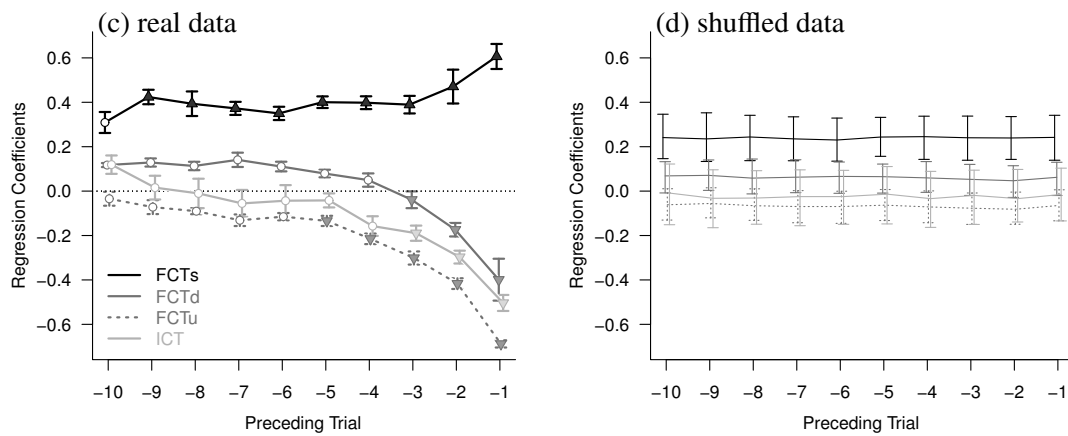 (c) real data
Regression Coefficients
0.6
0.4
0.2
0.0
−0.2
−0.4
−0.6
FCTs
FCTd
FCTu
ICT
−10 −9 −8 −7 −6 −5 −4 −3 −2 −1
Preceding Trial
(d) shuffled data
Regression Coefficients
0.6
0.4
0.2
0.0
−0.2
−0.4
−0.6
−10 −9 −8 −7 −6 −5 −4 −3 −2 −1
Preceding Trial